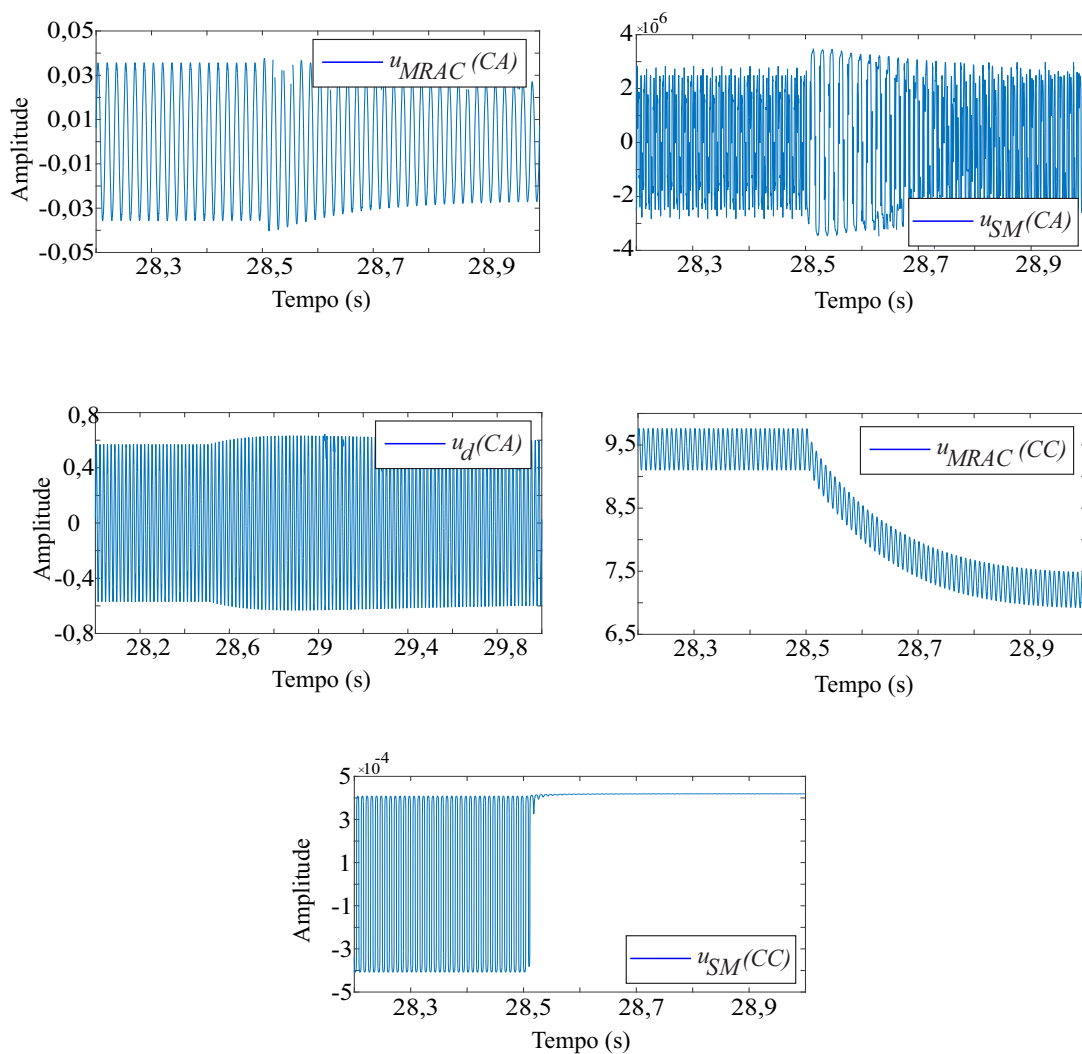 0,05
0,03
0,01
-0,01
-0,03
-0,05
Amplitude
u_MRAC (CA)
28,3 28,5 28,7 28,9
Tempo (s)
×10^-6
4
2
0
-2
-4
u_SM (CA)
28,3 28,5 28,7 28,9
Tempo (s)
0,8
0,4
0
-0,4
-0,8
Amplitude
u_d (CA)
28,2 28,6 29 29,4 29,8
Tempo (s)
9,5
8,5
7,5
6,5
u_MRAC (CC)
28,3 28,5 28,7 28,9
Tempo (s)
×10^-4
5
4
1
-1
-4
-5
Amplitude
u_SM (CC)
28,3 28,5 28,7 28,9
Tempo (s)